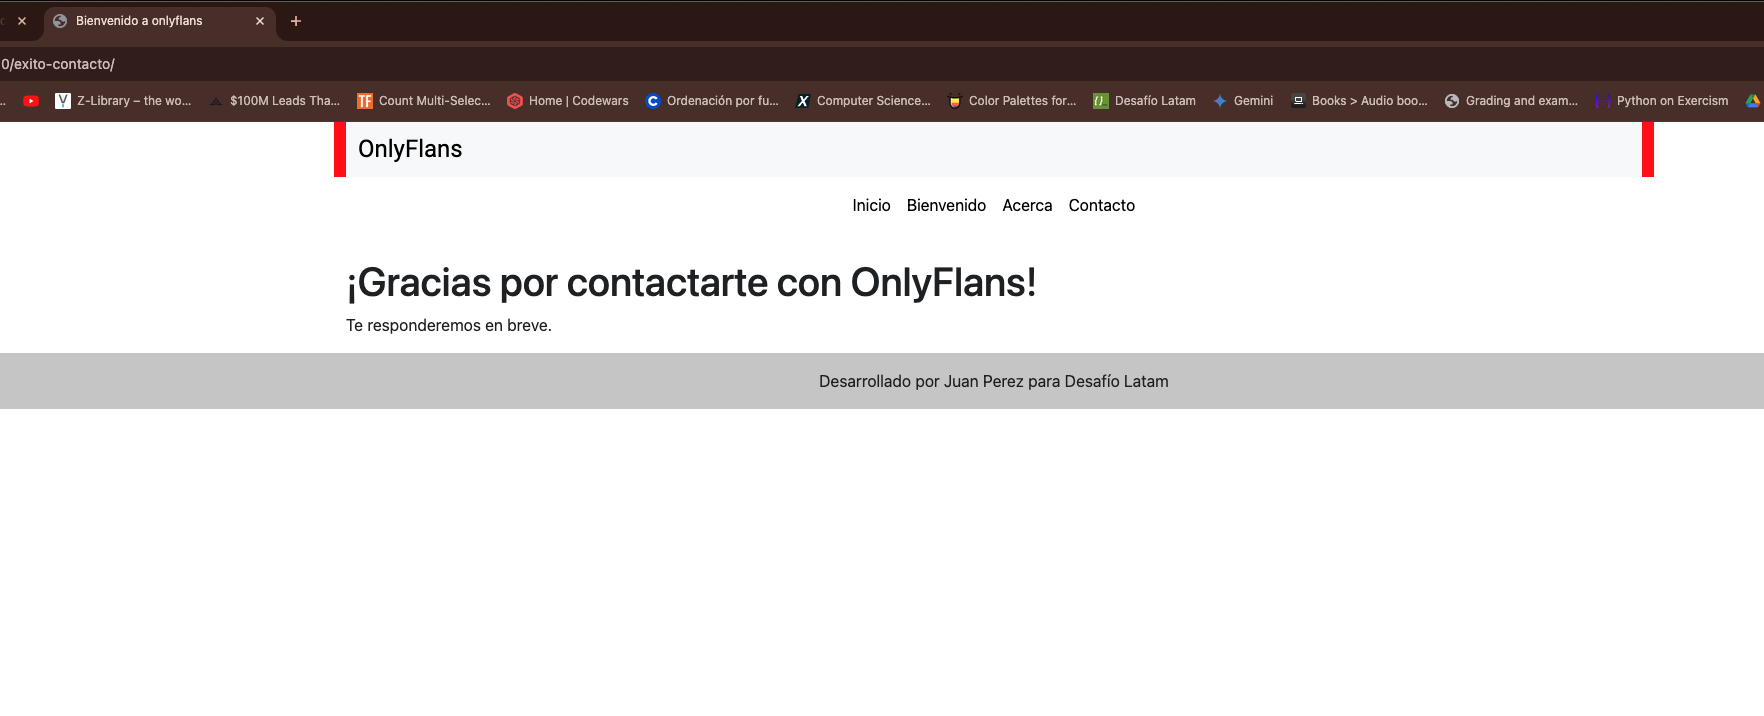 Bienvenido a onlyflans
0/exito-contacto/
Z-Library – the wo... $100M Leads Tha... Count Multi-Selec... Home | Codewars Ordenación por fu... Computer Science... Color Palettes for... Desafío Latam Gemini Books > Audio boo... Grading and exam... Python on Exercism
OnlyFlans
Inicio Bienvenido Acerca Contacto
¡Gracias por contactarte con OnlyFlans!
Te responderemos en breve.
Desarrollado por Juan Perez para Desafío Latam